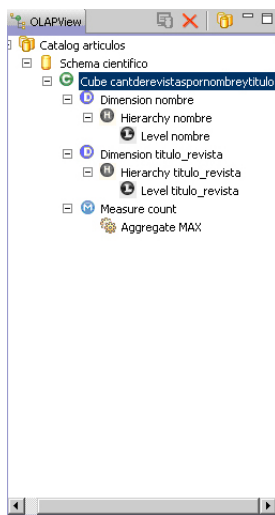 OLAPView
Catalog articulos
Schema cientifico
C Cube cantderevistaspornombreytitulo
D Dimension nombre
H Hierarchy nombre
L Level nombre
D Dimension titulo_revista
H Hierarchy titulo_revista
L Level titulo_revista
M Measure count
Aggregate MAX